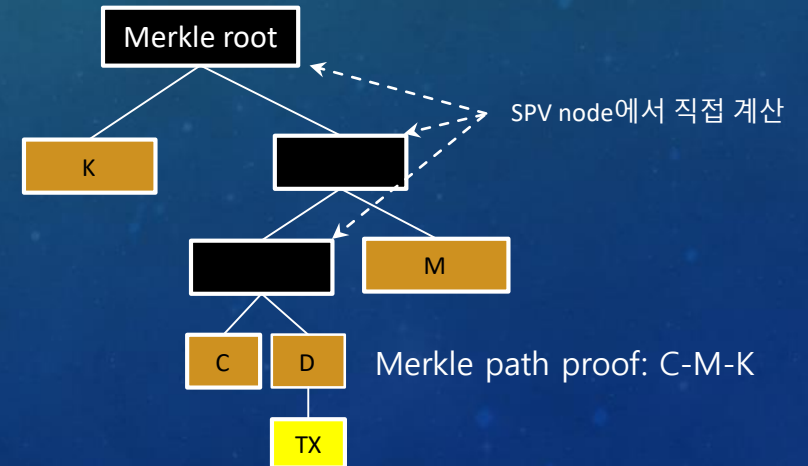 Merkle root
SPV node에서 직접 계산
K
M
C
D
Merkle path proof: C-M-K
TX